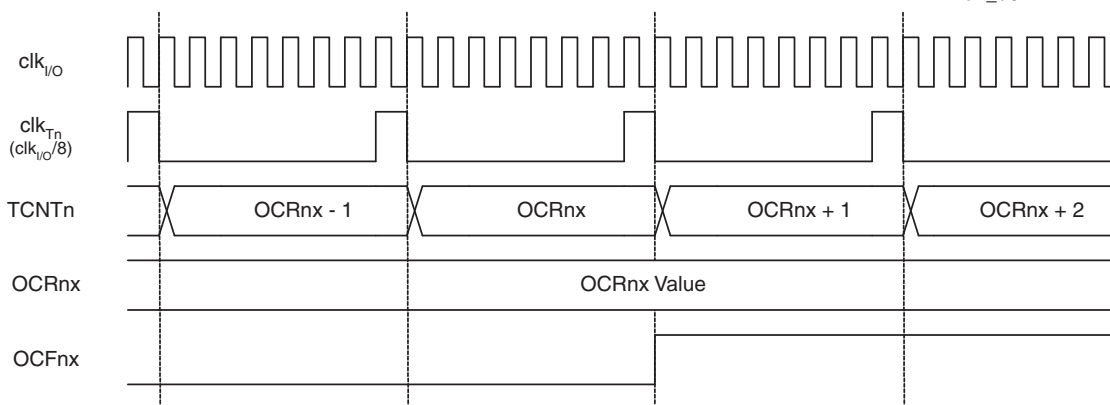 clkI/O
clkTn
(clkI/O/8)
TCNTn OCRnx - 1 OCRnx OCRnx + 1 OCRnx + 2
OCRnx OCRnx Value
OCFnx